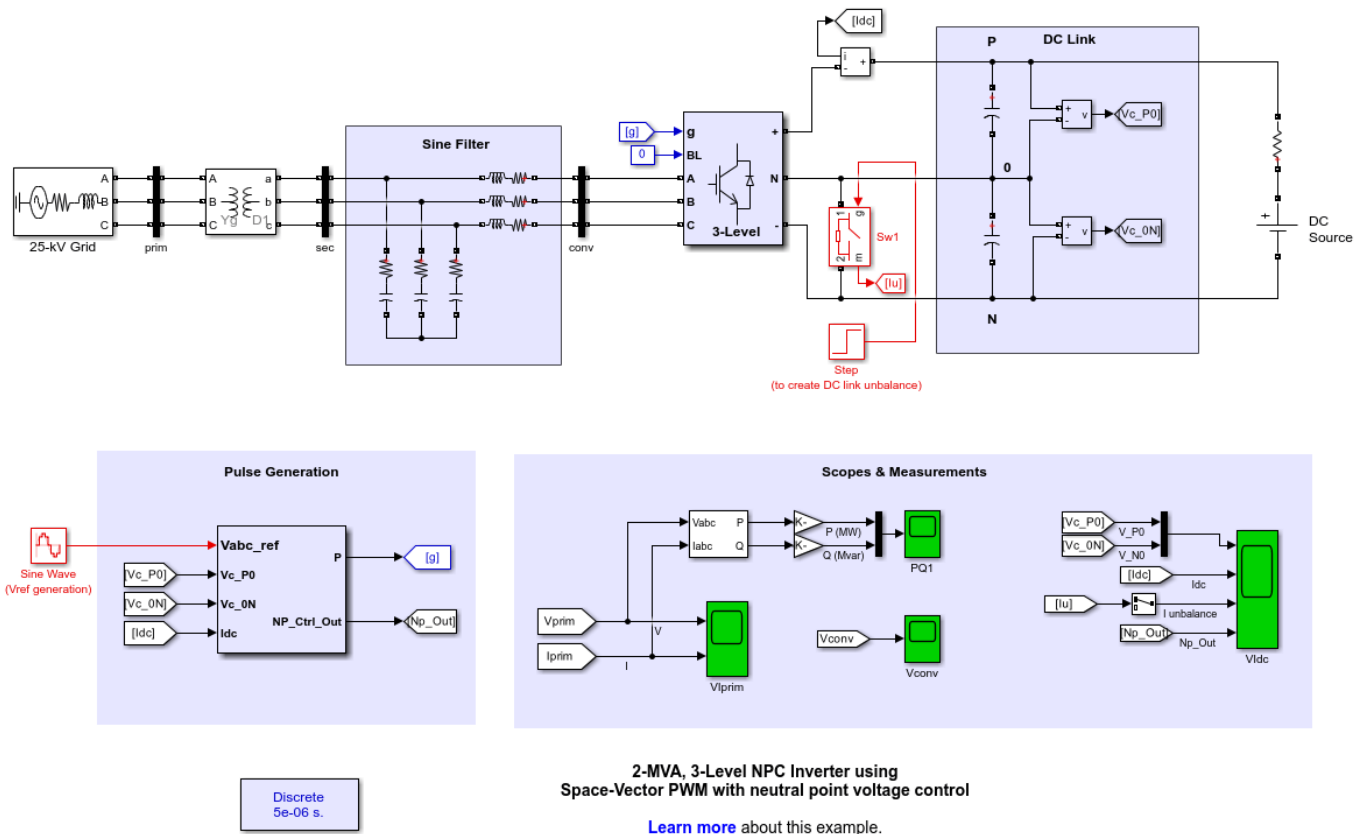 [Idc]
P
DC Link
i
-
+
[g]
g
+
0
BL
Sine Filter
+
-
v
[Vc_P0]
A
A
a
A
N
0
B
B
b
B
C
C
Yg
D1
c
C
3-Level
-
25-kV Grid
prim
sec
conv
1
g
Sw1
2
m
[Iu]
+
-
v
[Vc_0N]
+
DC
Source
N
Step
(to create DC link unbalance)
Pulse Generation
Vabc_ref
P
[g]
Sine Wave
(Vref generation)
[Vc_P0]
Vc_P0
[Vc_0N]
Vc_0N
NP_Ctrl_Out
[Np_Out]
[Idc]
Idc
Scopes & Measurements
Vabc
P
K-
P (MW)
Iabc
Q
K-
Q (Mvar)
PQ1
Vprim
V
Iprim
I
VIprim
Vconv
Vconv
[Vc_P0]
V_P0
[Vc_0N]
V_N0
[Idc]
Idc
[Iu]
I unbalance
[Np_Out]
Np_Out
VIdc
Discrete
5e-06 s.
2-MVA, 3-Level NPC Inverter using
Space-Vector PWM with neutral point voltage control
Learn more about this example.